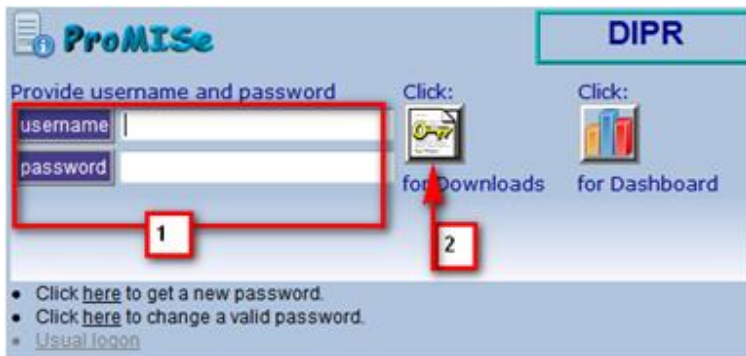 ProMISe
DIPR
Provide username and password
Click:
Click:
username
password
for Downloads
for Dashboard
1
2
• Click here to get a new password.
• Click here to change a valid password.
• Usual logon